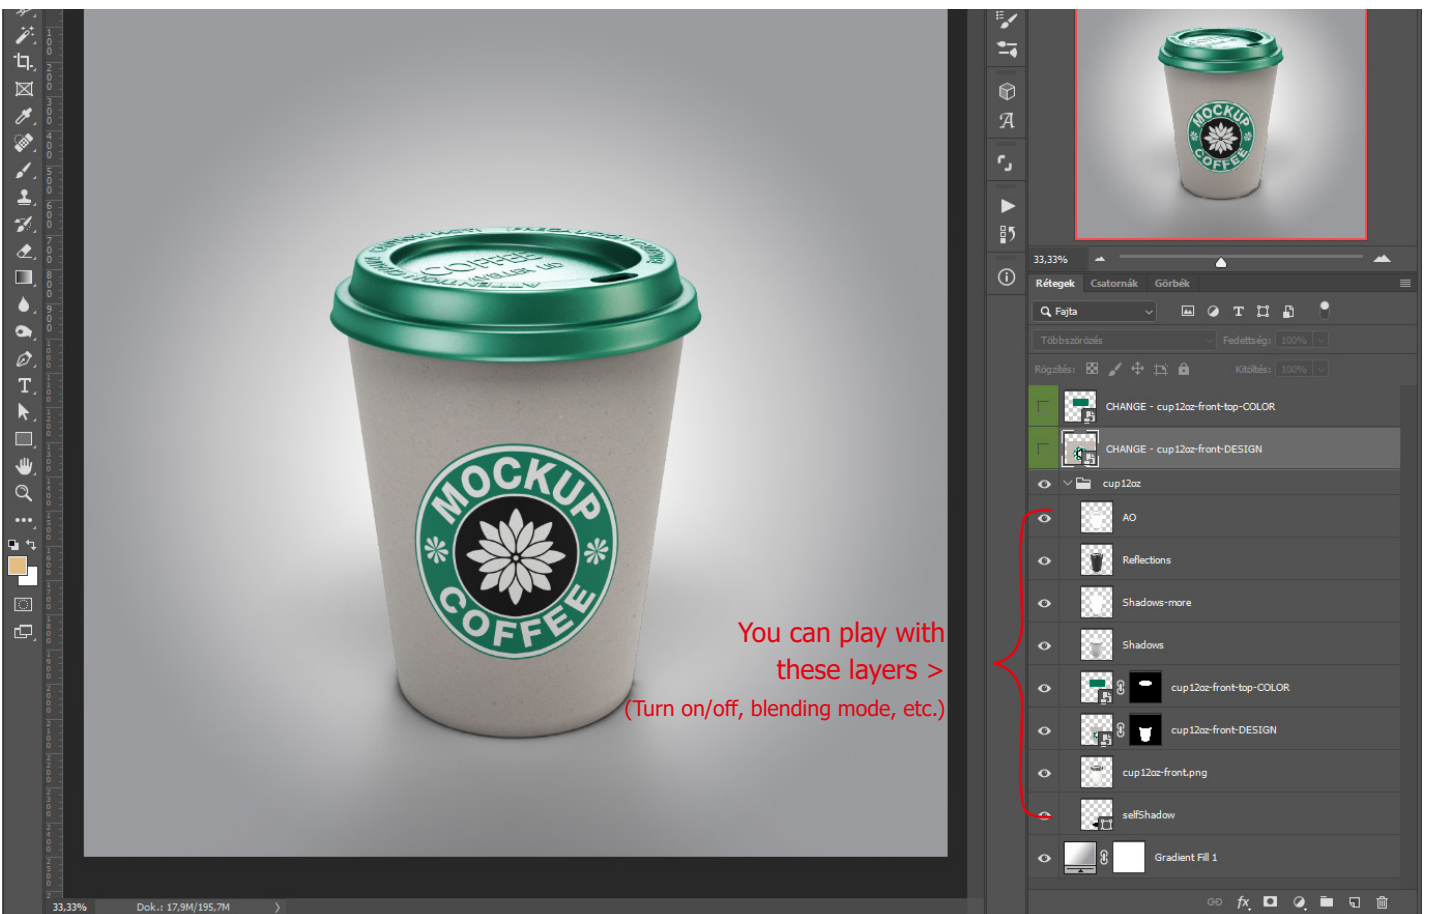 MOCKUP
COFFEE
33,33%
Rétegek Csatornák Görbék
Fajta
Többszörözés Fedettség: 100%
Rögzítés: Kitöltés: 100%
CHANGE - cup12oz-front-top-COLOR
CHANGE - cup12oz-front-DESIGN
cup12oz
AO
Reflections
Shadows-more
Shadows
cup12oz-front-top-COLOR
cup12oz-front-DESIGN
cup12oz-front.png
selfShadow
Gradient Fill 1
COFFEE
MOCKUP
COFFEE
You can play with
these layers >
(Turn on/off, blending mode, etc.)
33,33% Dok.: 17,9M/195,7M